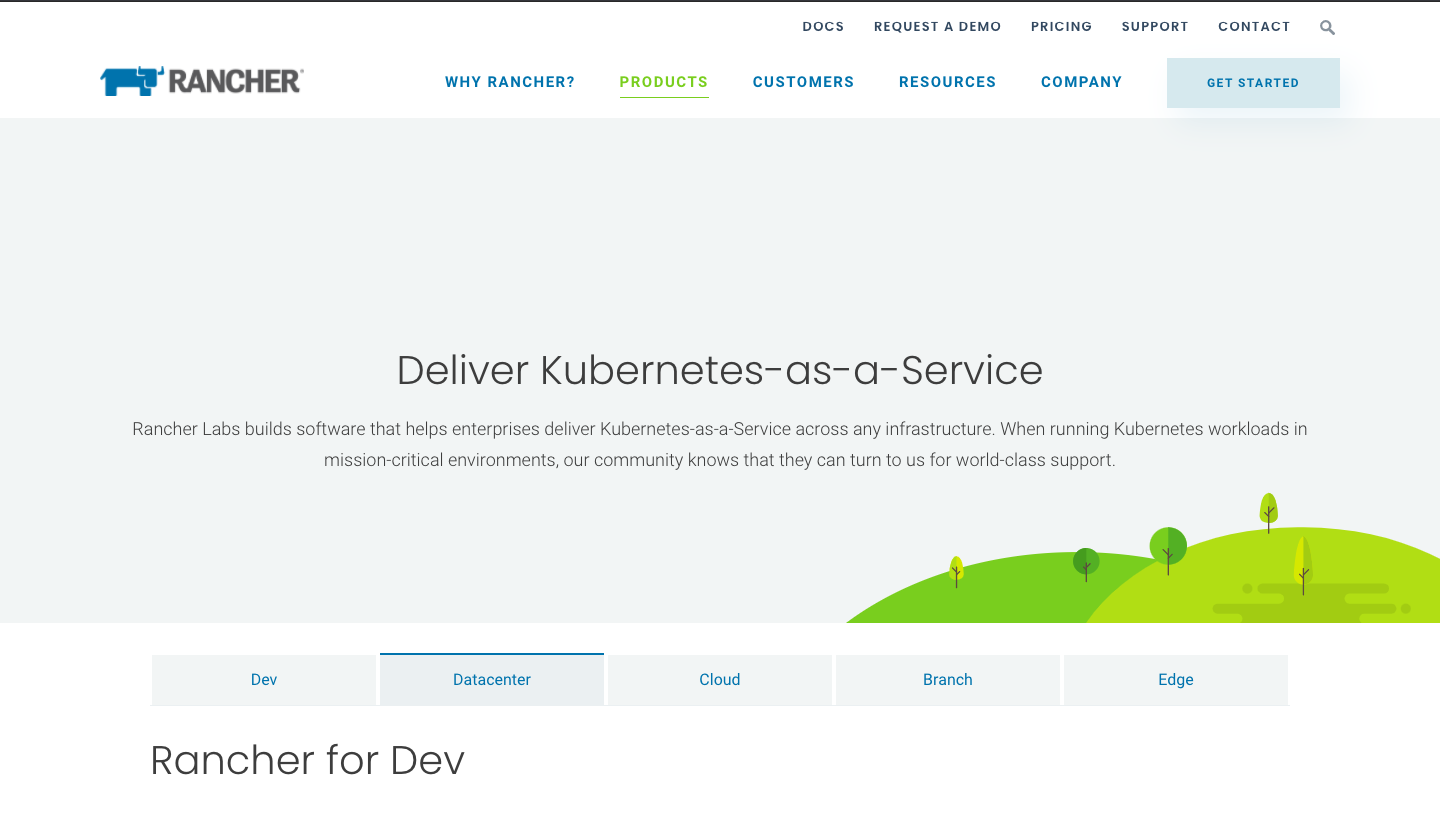 DOCS REQUEST A DEMO PRICING SUPPORT CONTACT
RANCHER® WHY RANCHER? PRODUCTS CUSTOMERS RESOURCES COMPANY GET STARTED
Deliver Kubernetes-as-a-Service
Rancher Labs builds software that helps enterprises deliver Kubernetes-as-a-Service across any infrastructure. When running Kubernetes workloads in
mission-critical environments, our community knows that they can turn to us for world-class support.
Dev Datacenter Cloud Branch Edge
Rancher for Dev